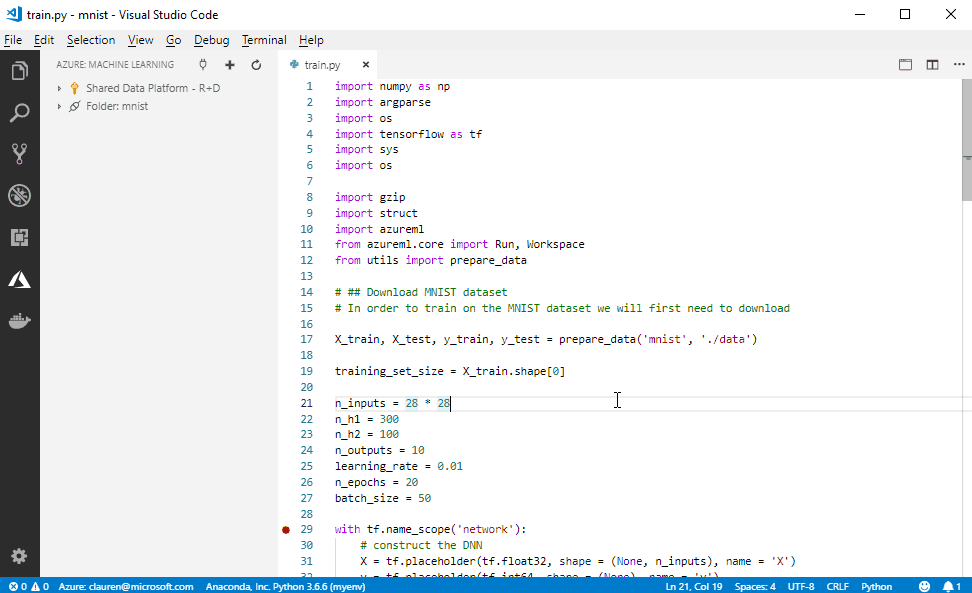 train.py - mnist - Visual Studio Code
File Edit Selection View Go Debug Terminal Help
AZURE: MACHINE LEARNING
Shared Data Platform - R+D
Folder: mnist
train.py
1 import numpy as np
2 import argparse
3 import os
4 import tensorflow as tf
5 import sys
6 import os
7
8 import gzip
9 import struct
10 import azureml
11 from azureml.core import Run, Workspace
12 from utils import prepare_data
13
14 # ## Download MNIST dataset
15 # In order to train on the MNIST dataset we will first need to download
16
17 X_train, X_test, y_train, y_test = prepare_data('mnist', './data')
18
19 training_set_size = X_train.shape[0]
20
21 n_inputs = 28 * 28
22 n_h1 = 300
23 n_h2 = 100
24 n_outputs = 10
25 learning_rate = 0.01
26 n_epochs = 20
27 batch_size = 50
28
29 with tf.name_scope('network'):
30 # construct the DNN
31 X = tf.placeholder(tf.float32, shape = (None, n_inputs), name = 'X')
32 y = tf.placeholder(tf.int64, shape = (None), name = 'y')
0 0 Azure: clauren@microsoft.com Anaconda, Inc. Python 3.6.6 (myenv) Ln 21, Col 19 Spaces: 4 UTF-8 CRLF Python 1